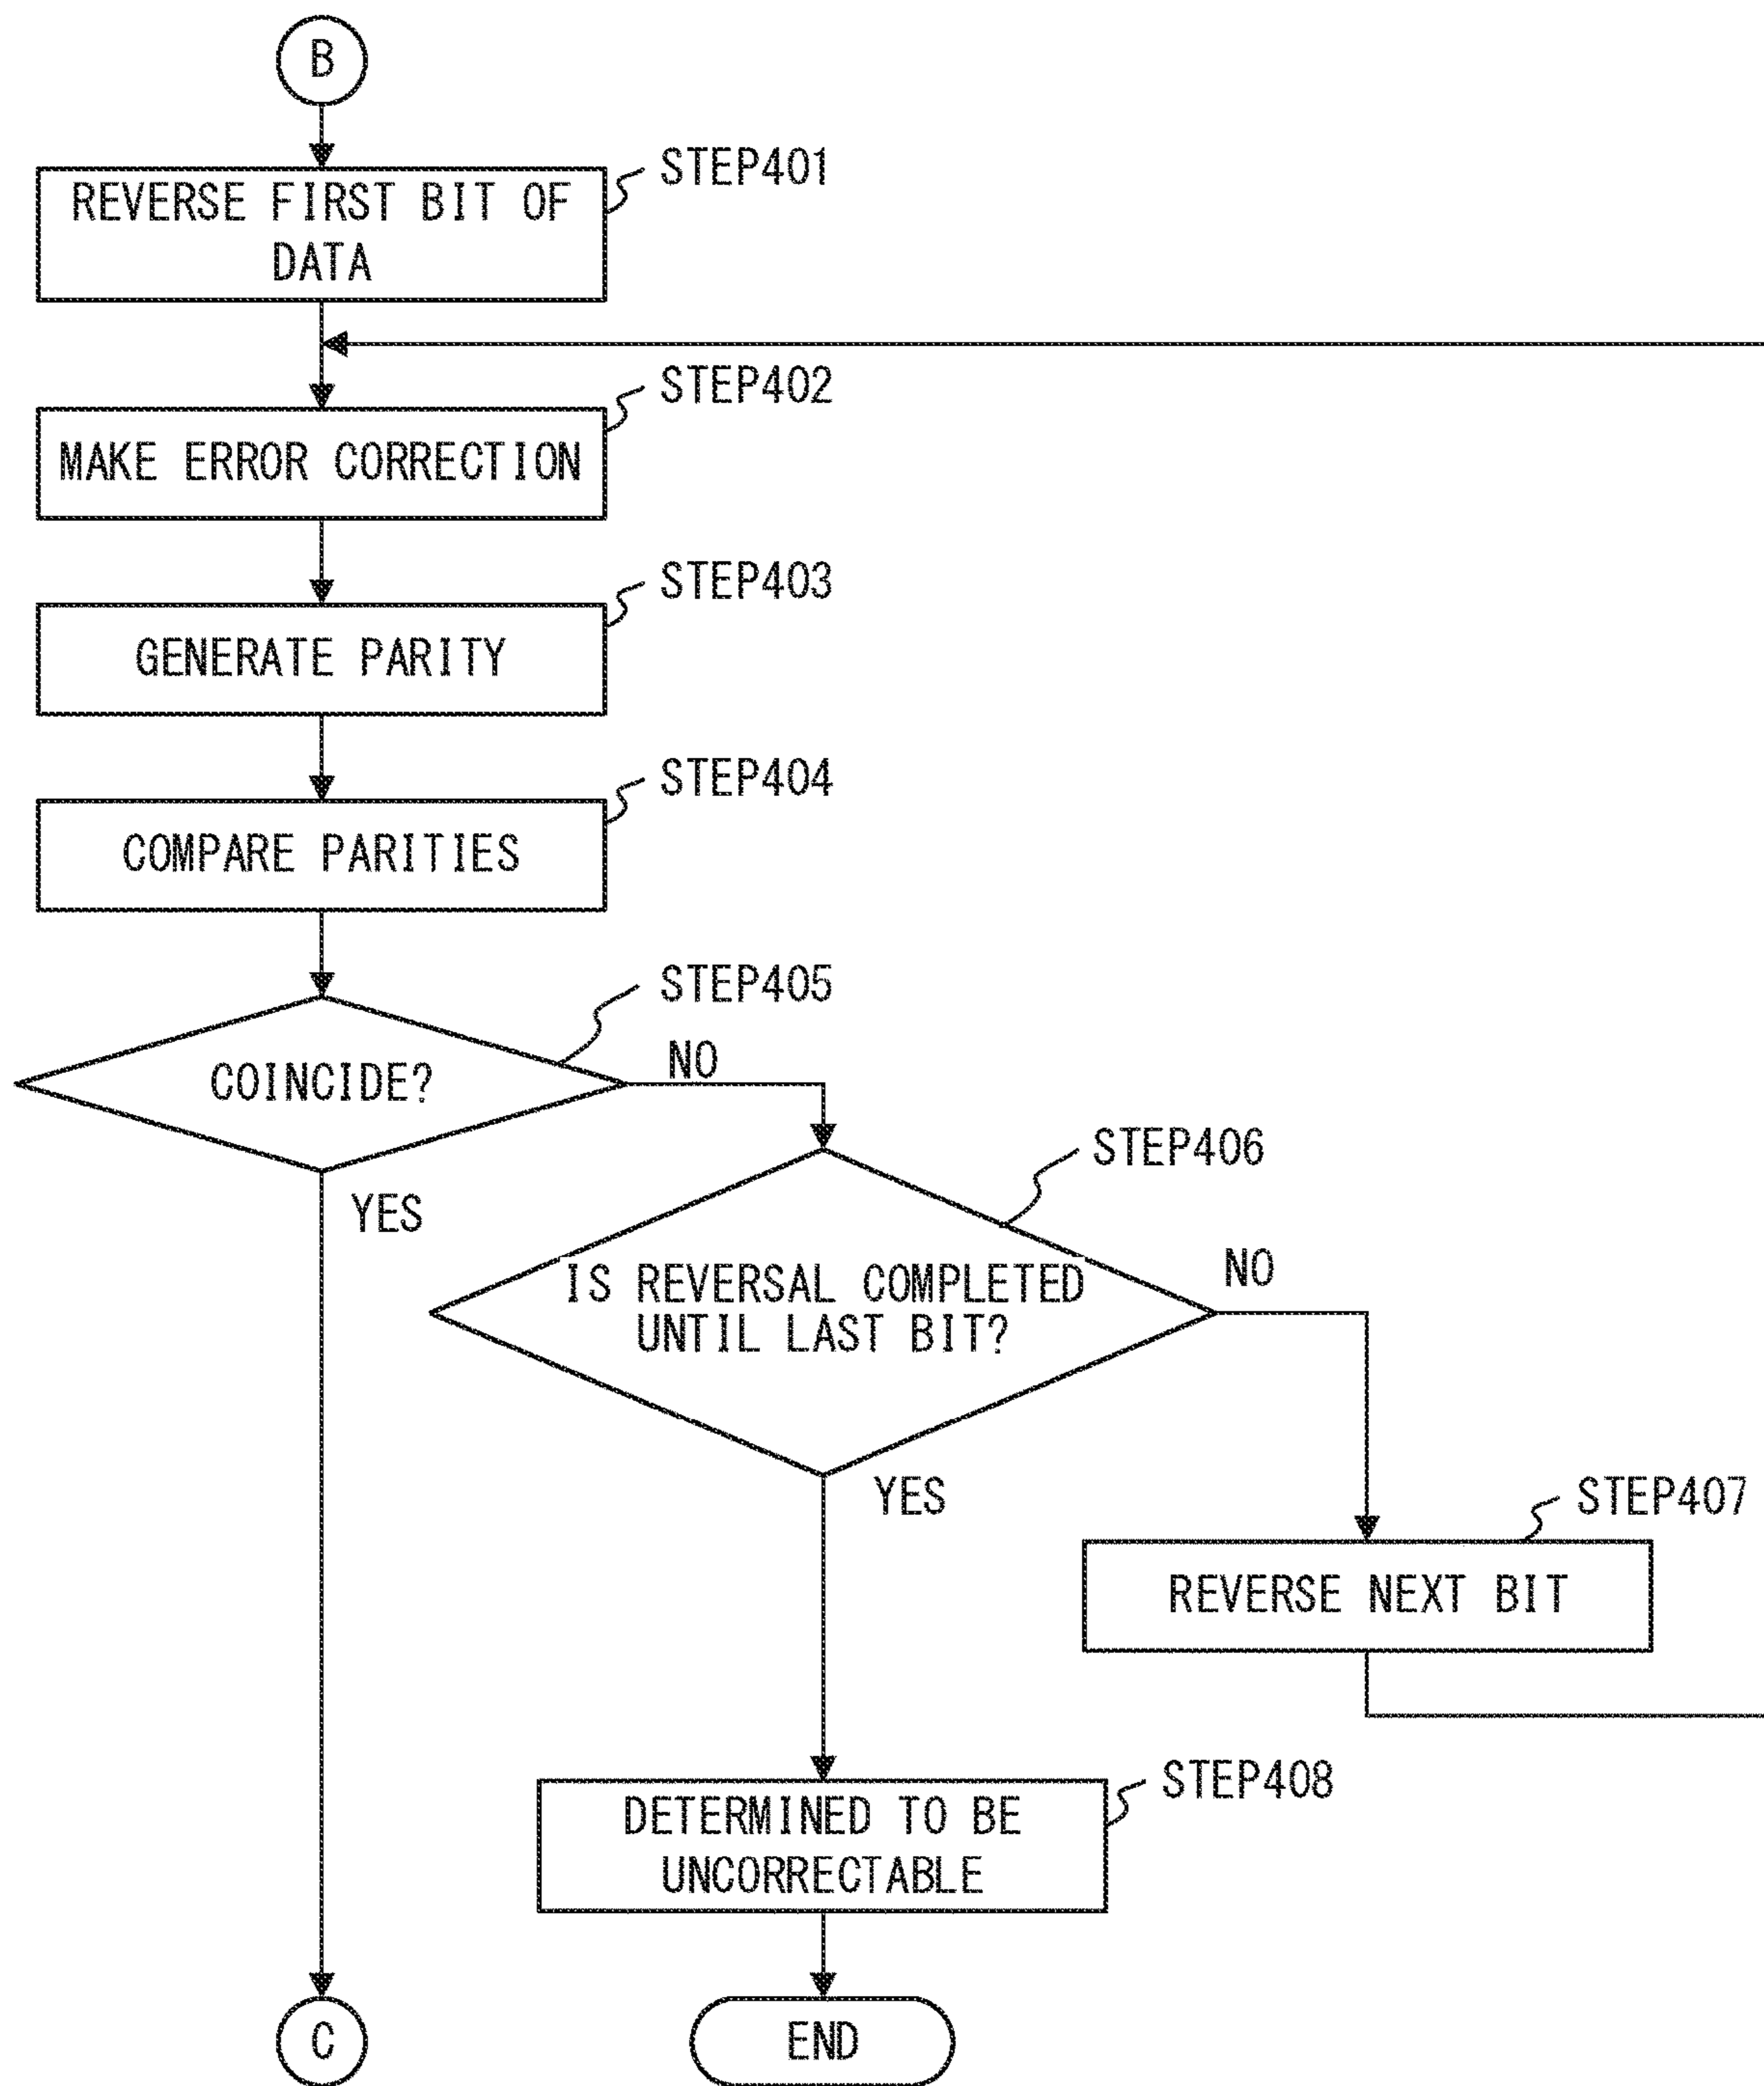 B
STEP401
REVERSE FIRST BIT OF
DATA
STEP402
MAKE ERROR CORRECTION
STEP403
GENERATE PARITY
STEP404
COMPARE PARITIES
STEP405
COINCIDE?
NO
YES
STEP406
IS REVERSAL COMPLETED
UNTIL LAST BIT?
NO
YES
STEP407
REVERSE NEXT BIT
STEP408
DETERMINED TO BE
UNCORRECTABLE
C
END